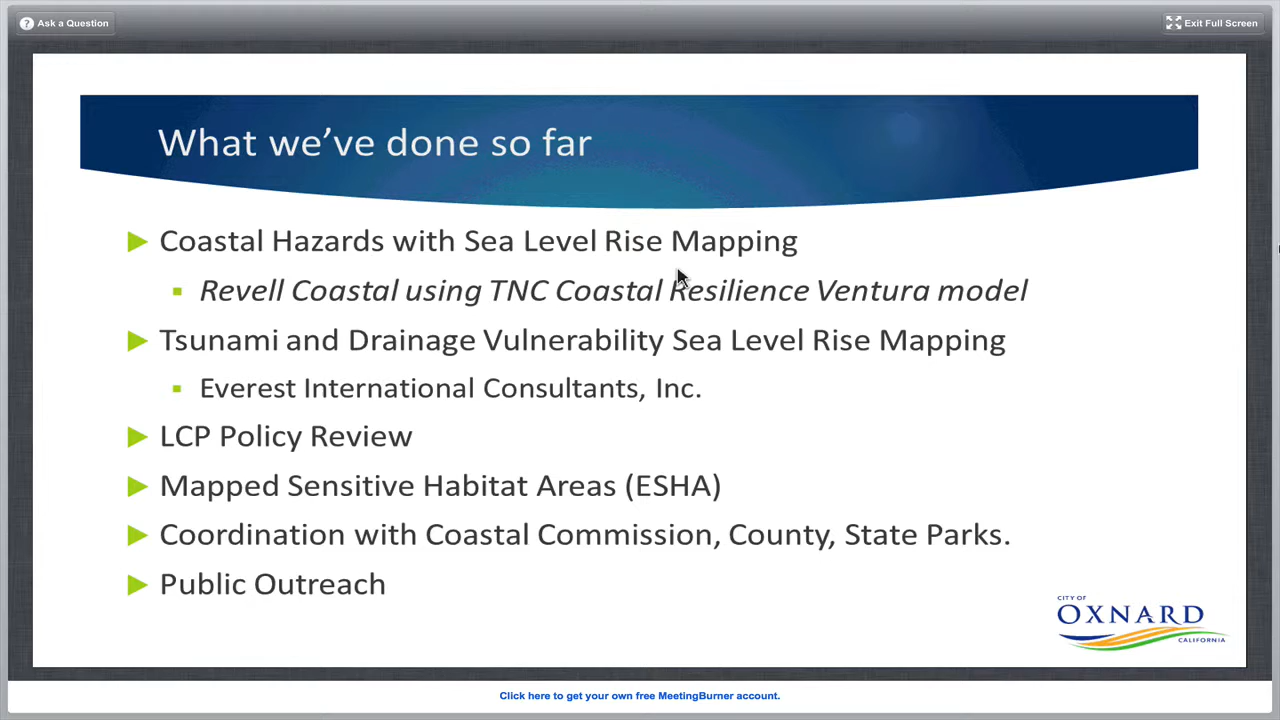 Ask a Question
Exit Full Screen
What we've done so far
Coastal Hazards with Sea Level Rise Mapping
Revell Coastal using TNC Coastal Resilience Ventura model
Tsunami and Drainage Vulnerability Sea Level Rise Mapping
Everest International Consultants, Inc.
LCP Policy Review
Mapped Sensitive Habitat Areas (ESHA)
Coordination with Coastal Commission, County, State Parks.
Public Outreach
CITY OF
OXNARD
CALIFORNIA
Click here to get your own free MeetingBurner account.